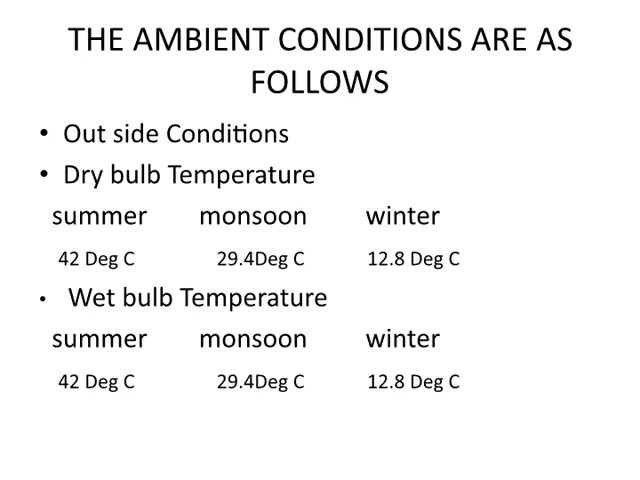 THE AMBIENT CONDITIONS ARE AS
FOLLOWS
• Out side Conditions
• Dry bulb Temperature
summer monsoon winter
42 Deg C 29.4Deg C 12.8 Deg C
• Wet bulb Temperature
summer monsoon winter
42 Deg C 29.4Deg C 12.8 Deg C